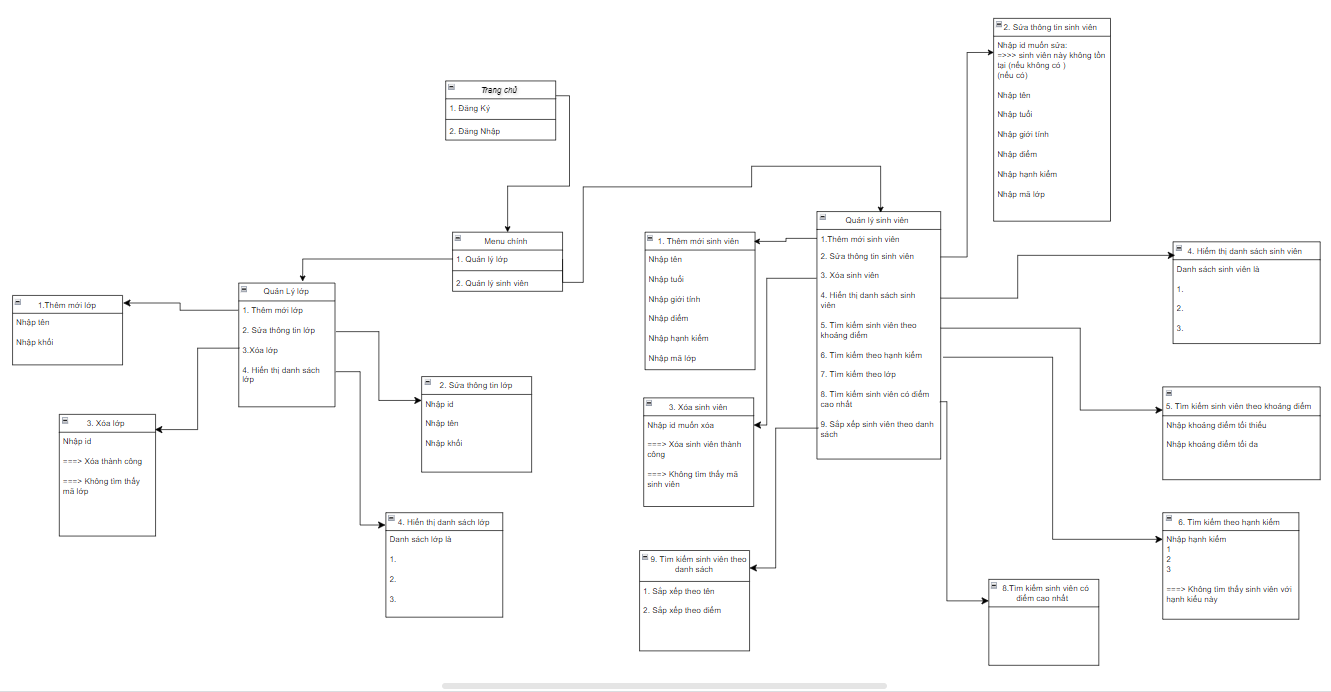 Trang chủ
1. Đăng Ký
2. Đăng Nhập
Menu chính
1. Quản lý lớp
2. Quản lý sinh viên
Quản Lý lớp
1. Thêm mới lớp
2. Sửa thông tin lớp
3.Xóa lớp
4. Hiển thị danh sách
lớp
1.Thêm mới lớp
Nhập tên
Nhập khối
3. Xóa lớp
Nhập id
===> Xóa thành công
===> Không tìm thấy
mã lớp
2. Sửa thông tin lớp
Nhập id
Nhập tên
Nhập khối
4. Hiển thị danh sách lớp
Danh sách lớp là
1.
2.
3.
Quản lý sinh viên
1.Thêm mới sinh viên
2. Sửa thông tin sinh viên
3. Xóa sinh viên
4. Hiển thị danh sách sinh
viên
5. Tìm kiếm sinh viên theo
khoảng điểm
6. Tìm kiếm theo hạnh kiểm
7. Tìm kiếm theo lớp
8. Tìm kiếm sinh viên có điểm
cao nhất
9. Sắp xếp sinh viên theo danh
sách
1. Thêm mới sinh viên
Nhập tên
Nhập tuổi
Nhập giới tính
Nhập điểm
Nhập hạnh kiểm
Nhập mã lớp
3. Xóa sinh viên
Nhập id muốn xóa
===> Xóa sinh viên thành
công
===> Không tìm thấy mã
sinh viên
9. Tìm kiếm sinh viên theo
danh sách
1. Sắp xếp theo tên
2. Sắp xếp theo điểm
2. Sửa thông tin sinh viên
Nhập id muốn sửa:
=>>> sinh viên này không tồn
tại (nếu không có )
(nếu có)
Nhập tên
Nhập tuổi
Nhập giới tính
Nhập điểm
Nhập hạnh kiểm
Nhập mã lớp
4. Hiển thị danh sách sinh viên
Danh sách sinh viên là
1.
2.
3.
5. Tìm kiếm sinh viên theo khoảng điểm
Nhập khoảng điểm tối thiểu
Nhập khoảng điểm tối da
6. Tìm kiếm theo hạnh kiểm
Nhập hạnh kiểm
1
2
3
===> Không tìm thấy sinh viên với
hạnh kiểu này
8.Tìm kiếm sinh viên có
điểm cao nhất